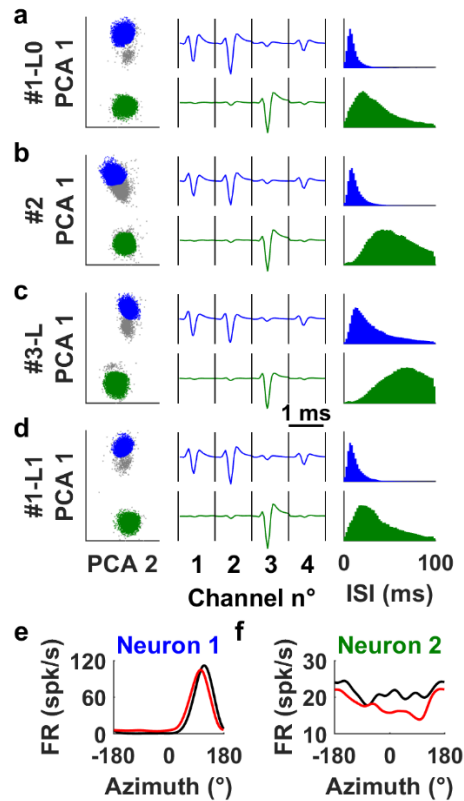 a
#1-L0
PCA 1
b
#2
PCA 1
c
#3-L
PCA 1
1 ms
d
#1-L1
PCA 1
PCA 2
1 2 3 4
Channel n°
0 100
ISI (ms)
e Neuron 1
FR (spk/s)
120
60
0
-180 0 180
Azimuth (°)
f Neuron 2
FR (spk/s)
30
20
10
-180 0 180
Azimuth (°)